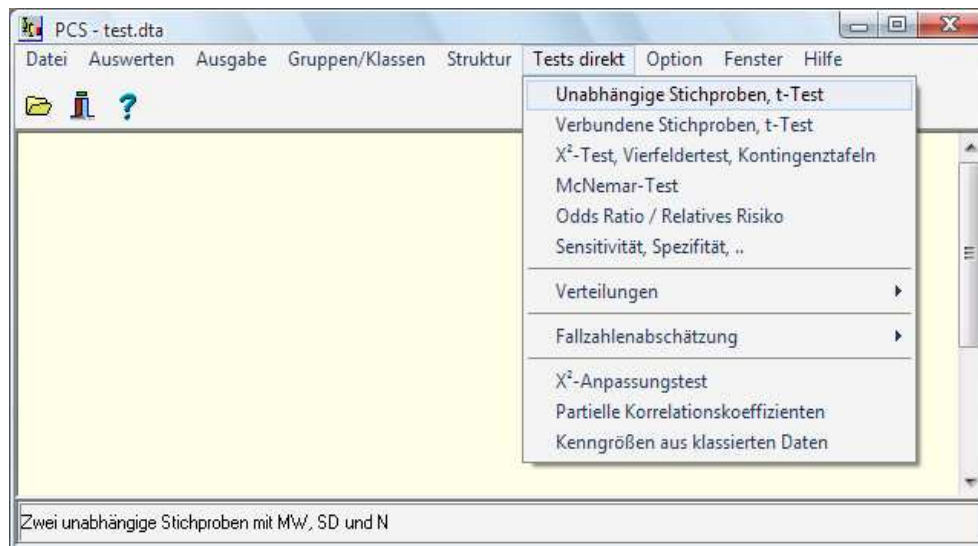 PCS - test.dta
Datei Auswerten Ausgabe Gruppen/Klassen Struktur Tests direkt Option Fenster Hilfe
Unabhängige Stichproben, t-Test
Verbundene Stichproben, t-Test
X²-Test, Vierfeldertest, Kontingenztafeln
McNemar-Test
Odds Ratio / Relatives Risiko
Sensitivität, Spezifität, ..
Verteilungen
Fallzahlenabschätzung
X²-Anpassungstest
Partielle Korrelationskoeffizienten
Kenngrößen aus klassierten Daten
Zwei unabhängige Stichproben mit MW, SD und N